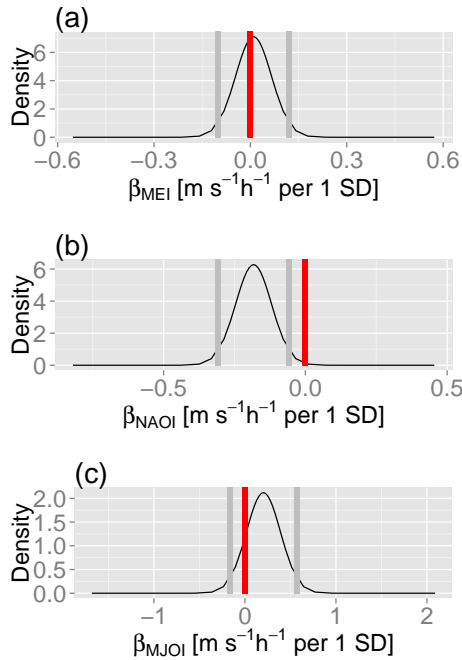 (a)
Density
6
4
2
0
−0.6 −0.3 0.0 0.3 0.6
βMEI [m s−1h−1 per 1 SD]
(b)
Density
6
4
2
0
−0.5 0.0 0.5
βNAOI [m s−1h−1 per 1 SD]
(c)
Density
2.0
1.5
1.0
0.5
0.0
−1 0 1 2
βMJOI [m s−1h−1 per 1 SD]